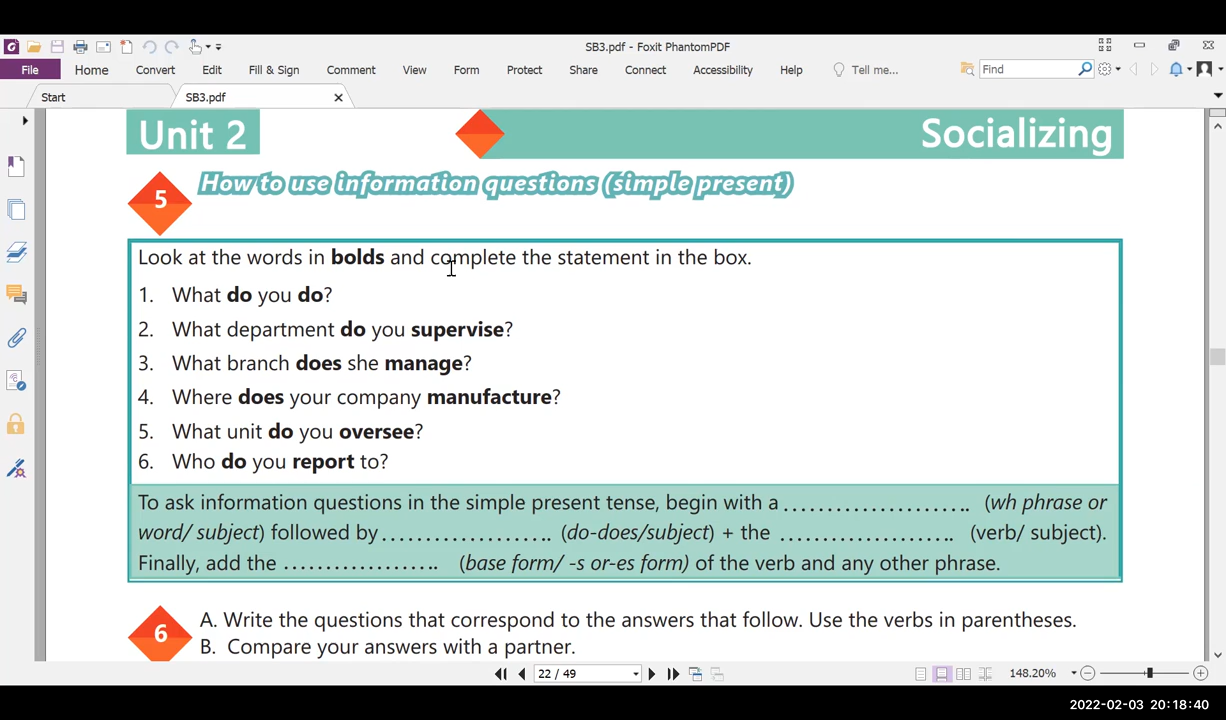 SB3.pdf - Foxit PhantomPDF
File Home Convert Edit Fill & Sign Comment View Form Protect Share Connect Accessibility Help Tell me... Find
Start SB3.pdf
Unit 2 Socializing
5 How to use information questions (simple present)
Look at the words in bolds and complete the statement in the box.
1. What do you do?
2. What department do you supervise?
3. What branch does she manage?
4. Where does your company manufacture?
5. What unit do you oversee?
6. Who do you report to?
To ask information questions in the simple present tense, begin with a ...................... (wh phrase or
word/ subject) followed by .................... (do-does/subject) + the .................... (verb/ subject).
Finally, add the .................. (base form/ -s or-es form) of the verb and any other phrase.
6 A. Write the questions that correspond to the answers that follow. Use the verbs in parentheses.
B. Compare your answers with a partner.
22 / 49 148.20%
2022-02-03 20:18:40